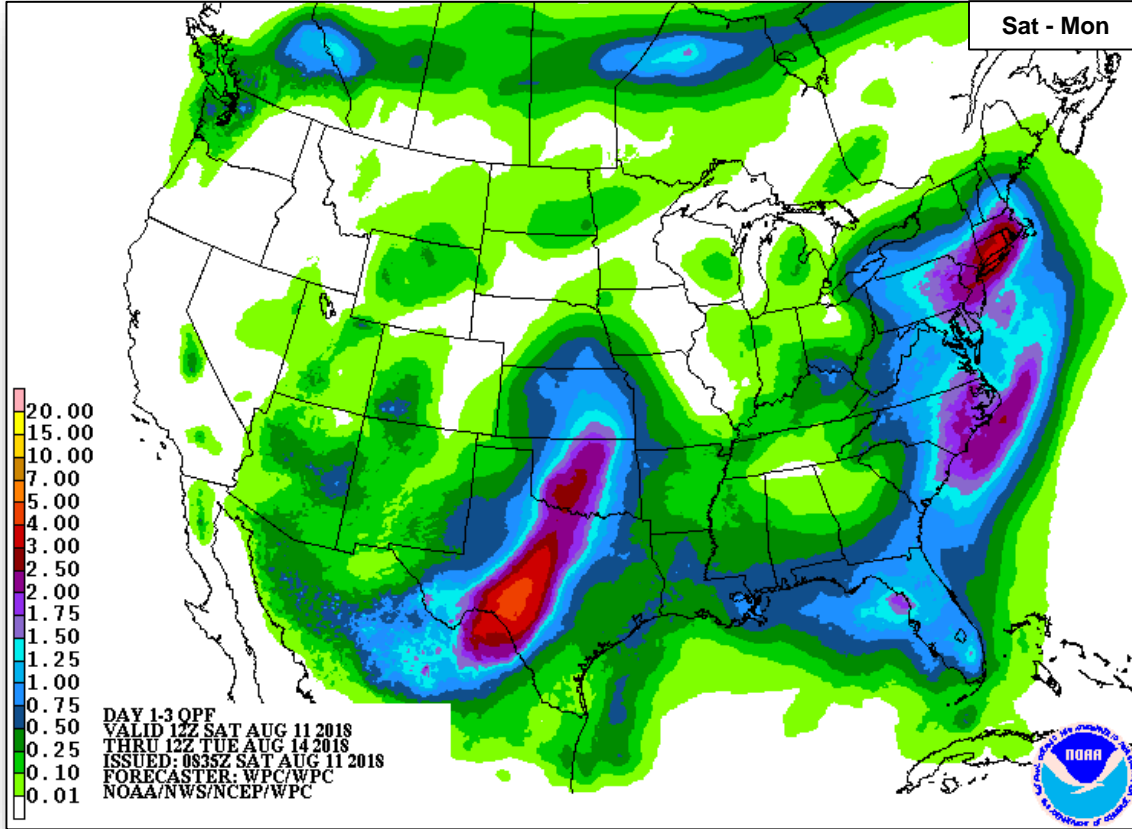 Sat - Mon
20.00
15.00
10.00
7.00
5.00
4.00
3.00
2.50
2.00
1.75
1.50
1.25
1.00
0.75
0.50
0.25
0.10
0.01
DAY 1-3 QPF
VALID 12Z SAT AUG 11 2018
THRU 12Z TUE AUG 14 2018
ISSUED: 0835Z SAT AUG 11 2018
FORECASTER: WPC/WPC
NOAA/NWS/NCEP/WPC
NOAA